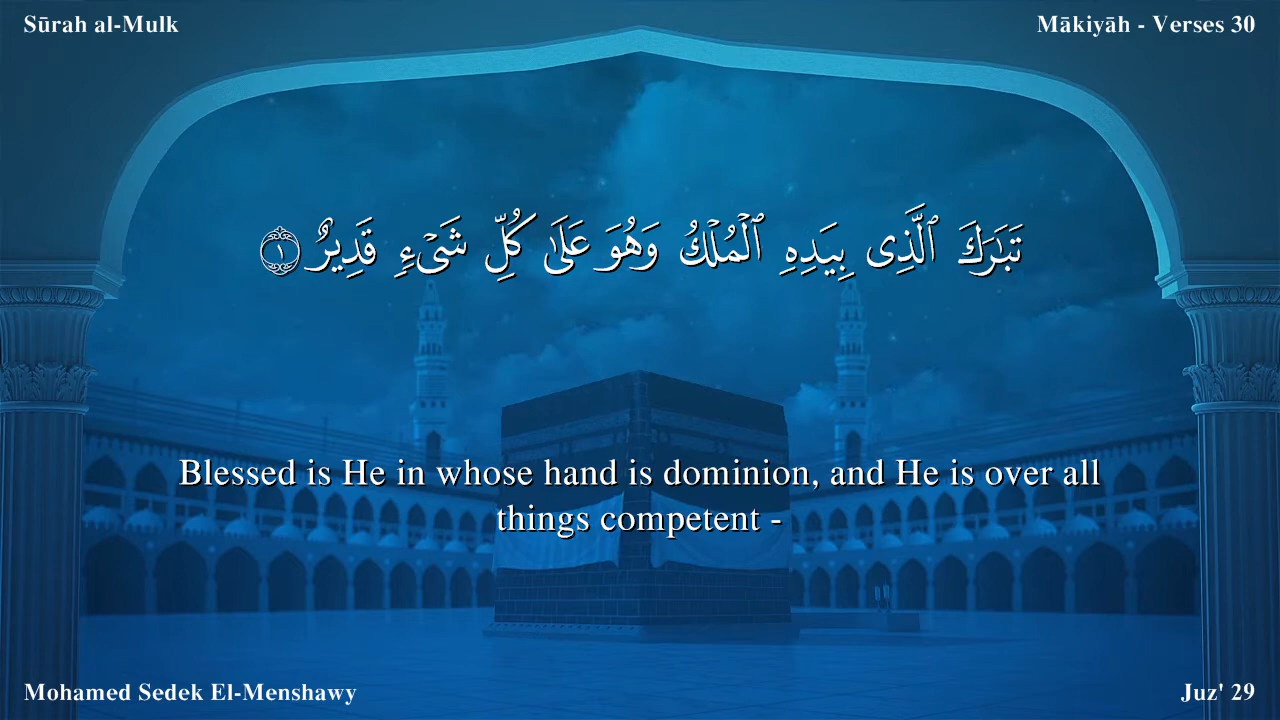 Sūrah al-Mulk
Mākiyāh - Verses 30
تَبَٰرَكَ ٱلَّذِى بِيَدِهِ ٱلْمُلْكُ وَهُوَ عَلَىٰ كُلِّ شَىْءٍ قَدِيرٌ ١
Blessed is He in whose hand is dominion, and He is over all
things competent -
Mohamed Sedek El-Menshawy
Juz' 29